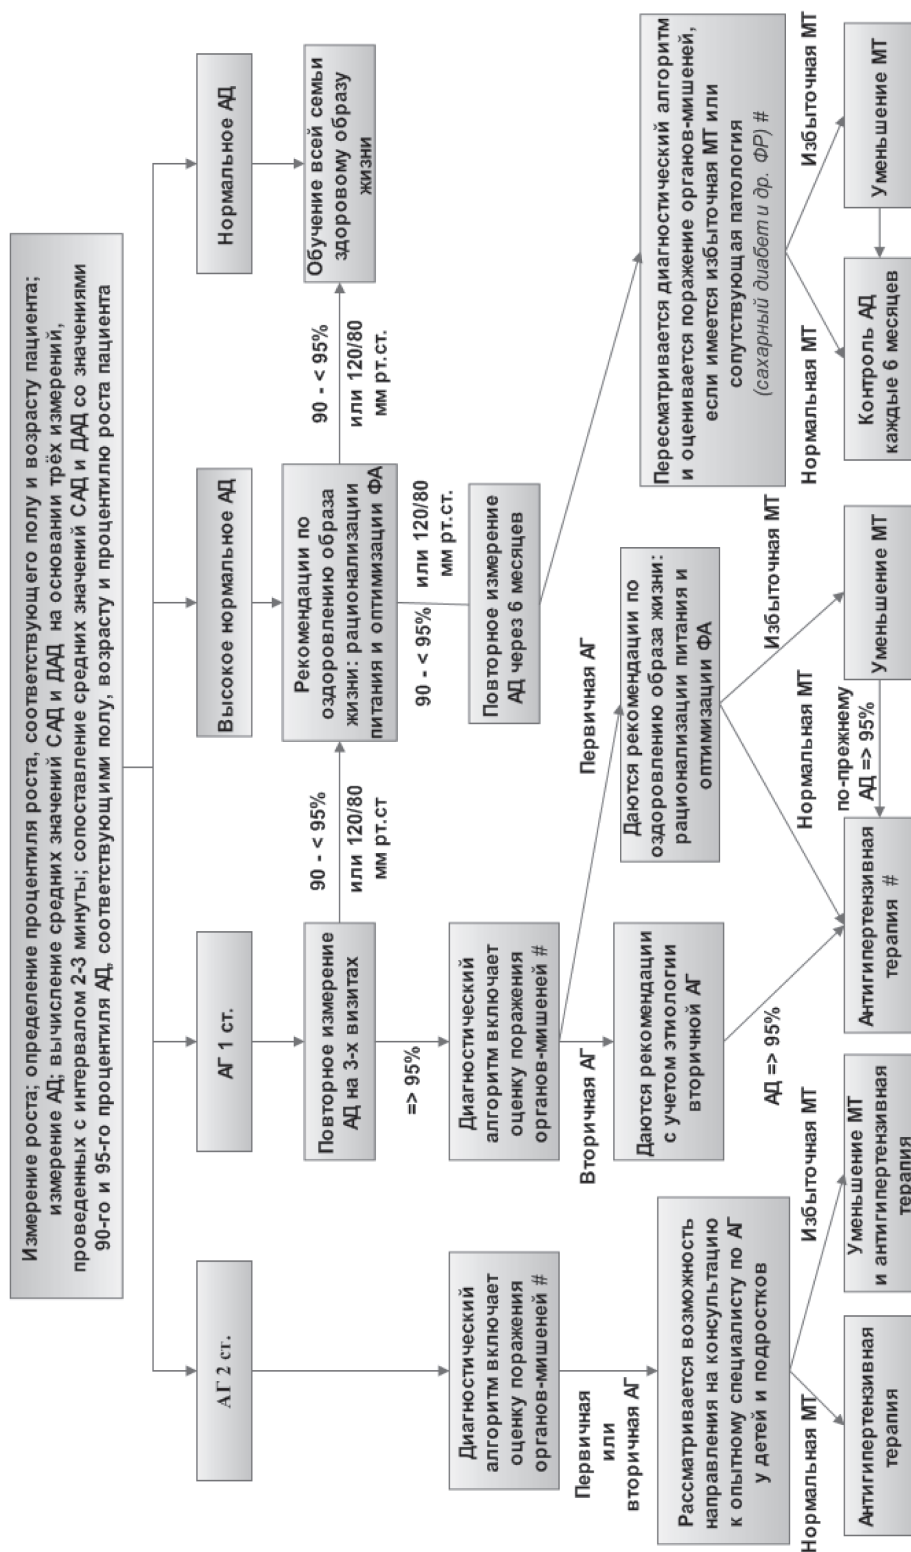 Измерение роста; определение процентиля роста, соответствующего полу и возрасту пациента;
измерение АД; вычисление средних значений САД и ДАД на основании трёх измерений,
проведенных с интервалом 2-3 минуты; сопоставление средних значений САД и ДАД со значениями
90-го и 95-го процентиля АД, соответствующими полу, возрасту и процентилю роста пациента
АГ 2 ст.
АГ 1 ст.
Высокое нормальное АД
Нормальное АД
Повторное измерение
АД на 3-х визитах
90 - < 95%
или 120/80
мм рт.ст
Рекомендации по
оздоровлению образа
жизни: рационализации
питания и оптимизации ФА
90 - < 95%
или 120/80
мм рт.ст.
Обучение всей семьи
здоровому образу
жизни
=> 95%
90 - < 95%
или 120/80
мм рт.ст.
Диагностический
алгоритм включает
оценку поражения
органов-мишеней #
Диагностический
алгоритм включает
оценку поражения
органов-мишеней #
Повторное измерение
АД через 6 месяцев
Первичная или
или
вторичная АГ
Вторичная АГ
Первичная АГ
Рассматривается возможность
направления на консультацию
к опытному специалисту по АГ
у детей и подростков
Даются рекомендации
с учетом этиологии
вторичной АГ
Даются рекомендации по
оздоровлению образа жизни:
рационализации питания и
оптимизации ФА
Пересматривается диагностический алгоритм
и оценивается поражение органов-мишеней,
если имеется избыточная МТ или
сопутствующая патология
(сахарный диабет и др. ФР) #
Нормальная МТ
Избыточная МТ
АД => 95%
Нормальная МТ
Избыточная МТ
Нормальная МТ
Избыточная МТ
Антигипертензивная
терапия
Уменьшение МТ
и антигипертензивная
терапия
Антигипертензивная
терапия #
по-прежнему
АД => 95%
Уменьшение МТ
Контроль АД
каждые 6 месяцев
Уменьшение МТ